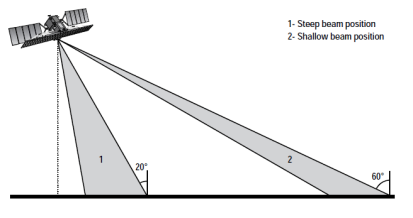 1- Steep beam position
2- Shallow beam position
1
20°
2
60°